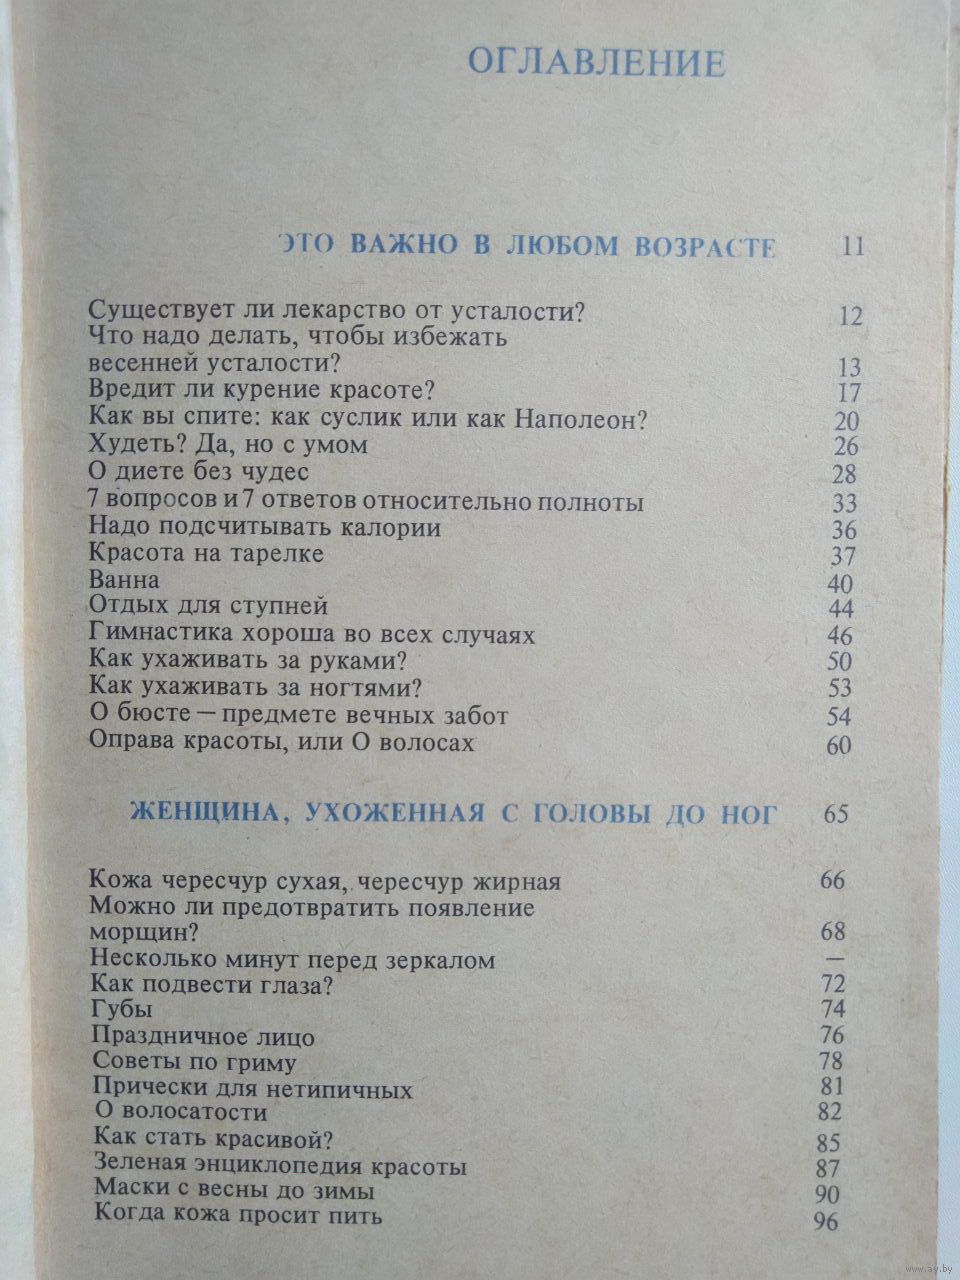 ОГЛАВЛЕНИЕ
ЭТО ВАЖНО В ЛЮБОМ ВОЗРАСТЕ 11
Существует ли лекарство от усталости? 12
Что надо делать, чтобы избежать
весенней усталости? 13
Вредит ли курение красоте? 17
Как вы спите: как суслик или как Наполеон? 20
Худеть? Да, но с умом 26
О диете без чудес 28
7 вопросов и 7 ответов относительно полноты 33
Надо подсчитывать калории 36
Красота на тарелке 37
Ванна 40
Отдых для ступней 44
Гимнастика хороша во всех случаях 46
Как ухаживать за руками? 50
Как ухаживать за ногтями? 53
О бюсте — предмете вечных забот 54
Оправа красоты, или О волосах 60
ЖЕНЩИНА, УХОЖЕННАЯ С ГОЛОВЫ ДО НОГ 65
Кожа чересчур сухая, чересчур жирная 66
Можно ли предотвратить появление
морщин? 68
Несколько минут перед зеркалом —
Как подвести глаза? 72
Губы 74
Праздничное лицо 76
Советы по гриму 78
Прически для нетипичных 81
О волосатости 82
Как стать красивой? 85
Зеленая энциклопедия красоты 87
Маски с весны до зимы 90
Когда кожа просит пить 96
www.ay.by